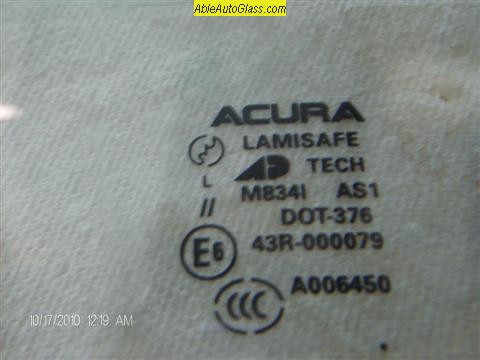 AbleAutoGlass.com
ACURA
LAMISAFE
TECH
L
M834I AS1
//
DOT-376
E6 43R-000079
CCC A006450
10/17/2010 12:19 AM